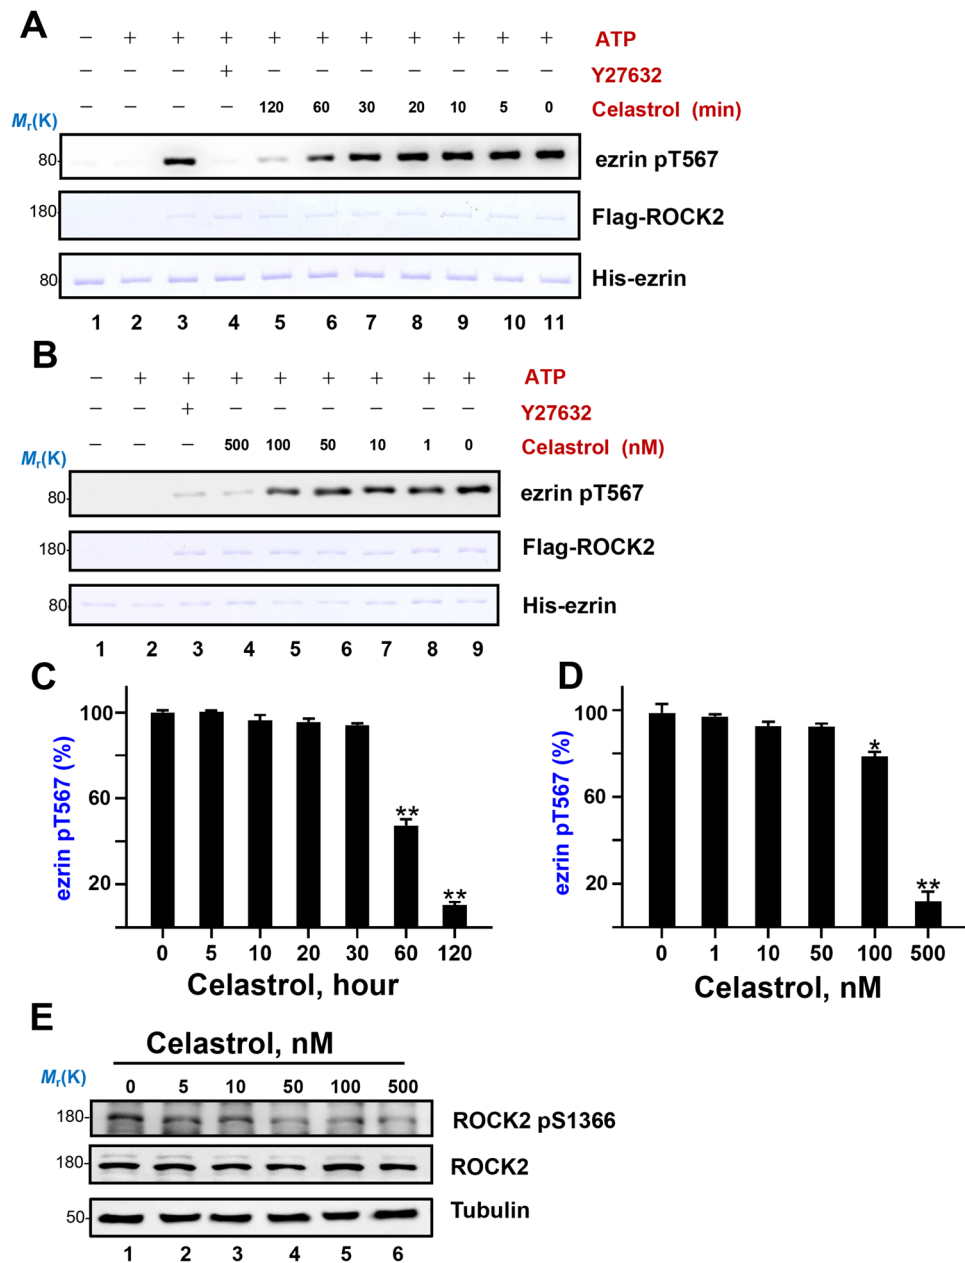 A
− + + + + + + + + + + ATP
− − − + − − − − − − − Y27632
− − − − 120 60 30 20 10 5 0 Celastrol (min)
Mr(K)
80 ezrin pT567
180 Flag-ROCK2
80 His-ezrin
1 2 3 4 5 6 7 8 9 10 11
B
− + + + + + + + + ATP
− − + − − − − − − Y27632
− − − 500 100 50 10 1 0 Celastrol (nM)
Mr(K)
80 ezrin pT567
180 Flag-ROCK2
80 His-ezrin
1 2 3 4 5 6 7 8 9
C
ezrin pT567 (%)
100
60
20
** **
0 5 10 20 30 60 120
Celastrol, hour
D
ezrin pT567 (%)
100
60
20
* **
0 1 10 50 100 500
Celastrol, nM
E
Celastrol, nM
Mr(K)
0 5 10 50 100 500
180 ROCK2 pS1366
180 ROCK2
50 Tubulin
1 2 3 4 5 6